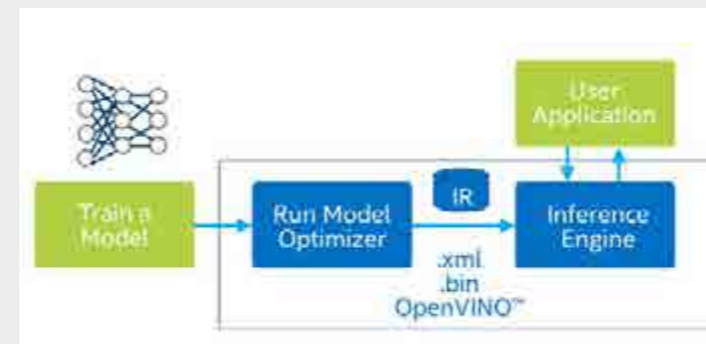 User
Application
Train a
Model
Run Model
Optimizer
IR
.xml
.bin
OpenVINO™
Inference
Engine